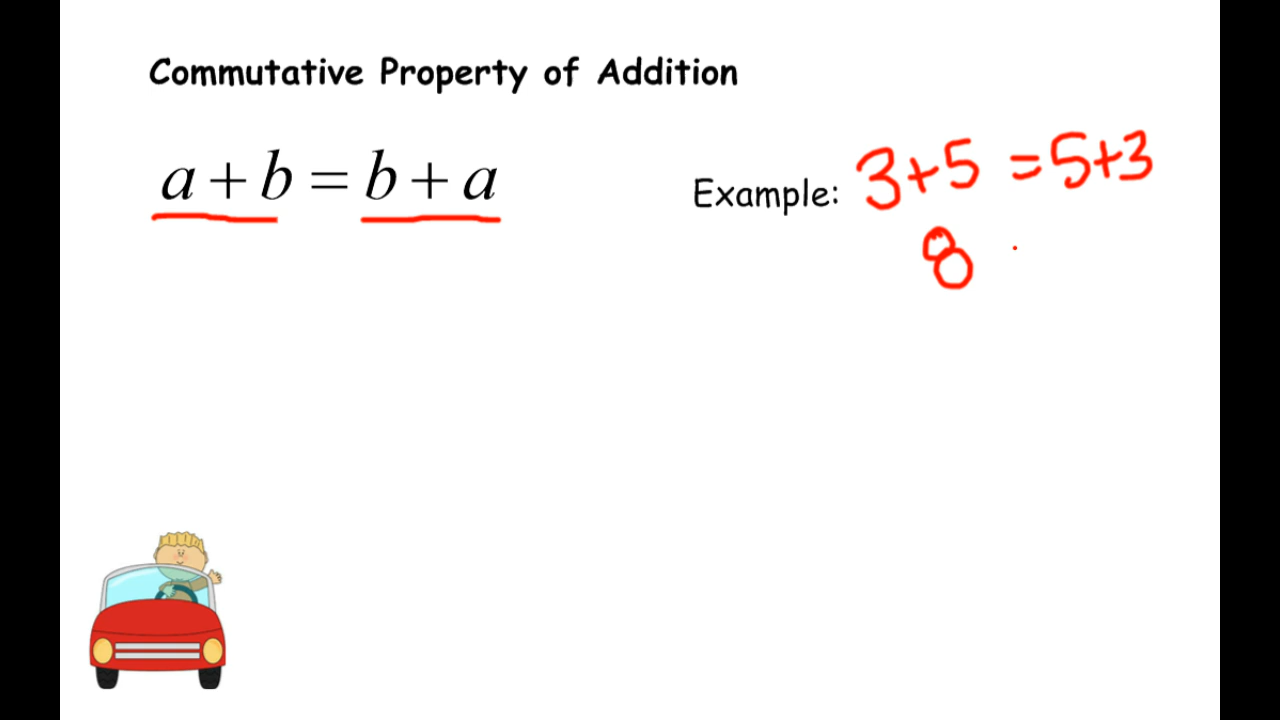 Commutative Property of Addition
a + b = b + a
Example: 3+5 = 5+3
8